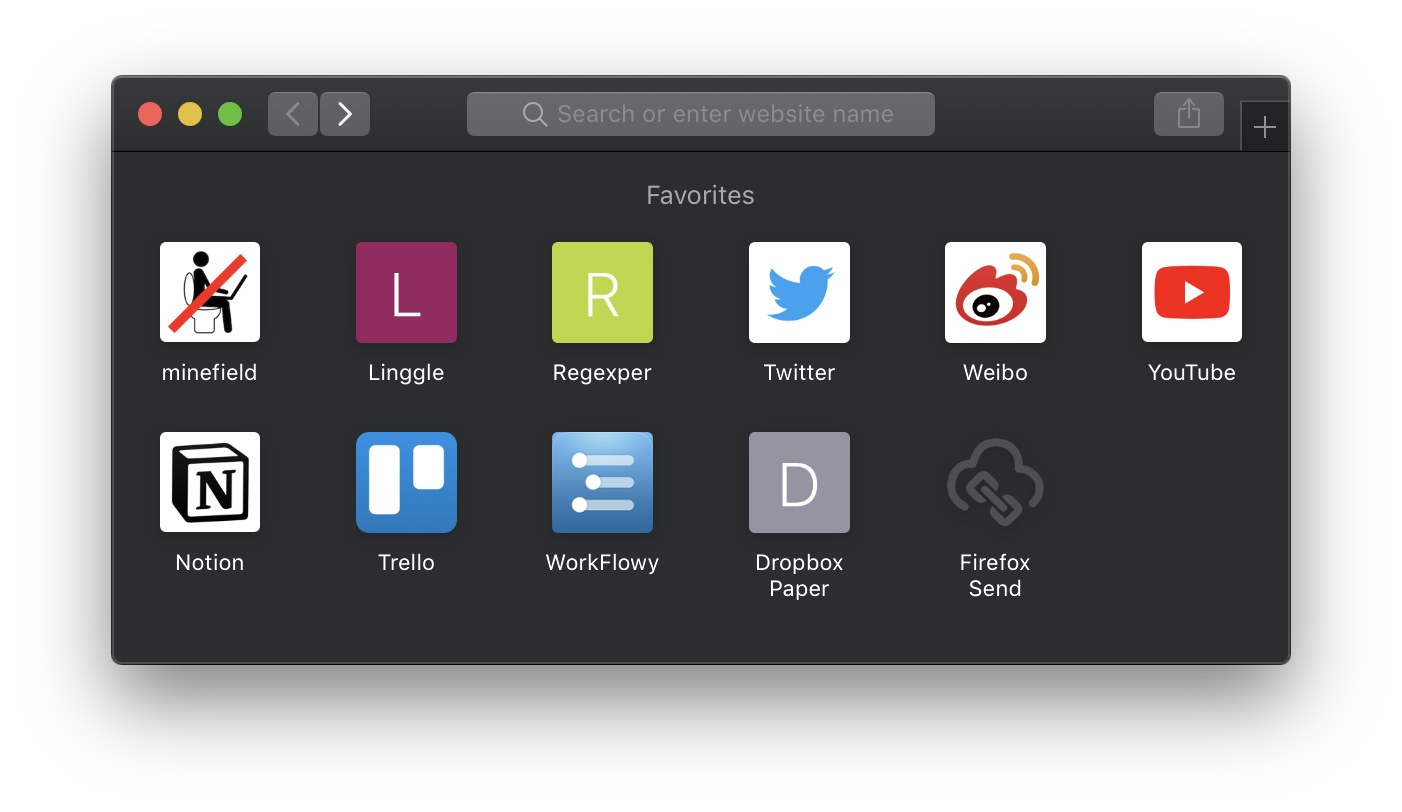 Search or enter website name
Favorites
L
R
minefield
Linggle
Regexper
Twitter
Weibo
YouTube
N
D
Notion
Trello
WorkFlowy
Dropbox
Paper
Firefox
Send